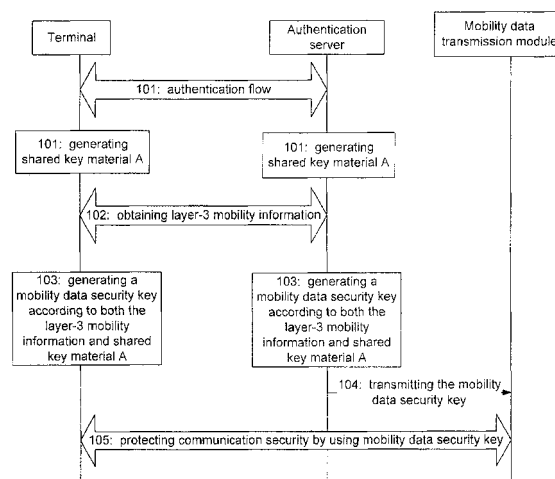 Terminal
Authentication
server
Mobility data
transmission module
101: authentication flow
101: generating
shared key material A
101: generating
shared key material A
102: obtaining layer-3 mobility information
103: generating a
mobility data security key
according to both the
layer-3 mobility
information and shared
key material A
103: generating a
mobility data security key
according to both the
layer-3 mobility
information and shared
key material A
104: transmitting the mobility
data security key
105: protecting communication security by using mobility data security key